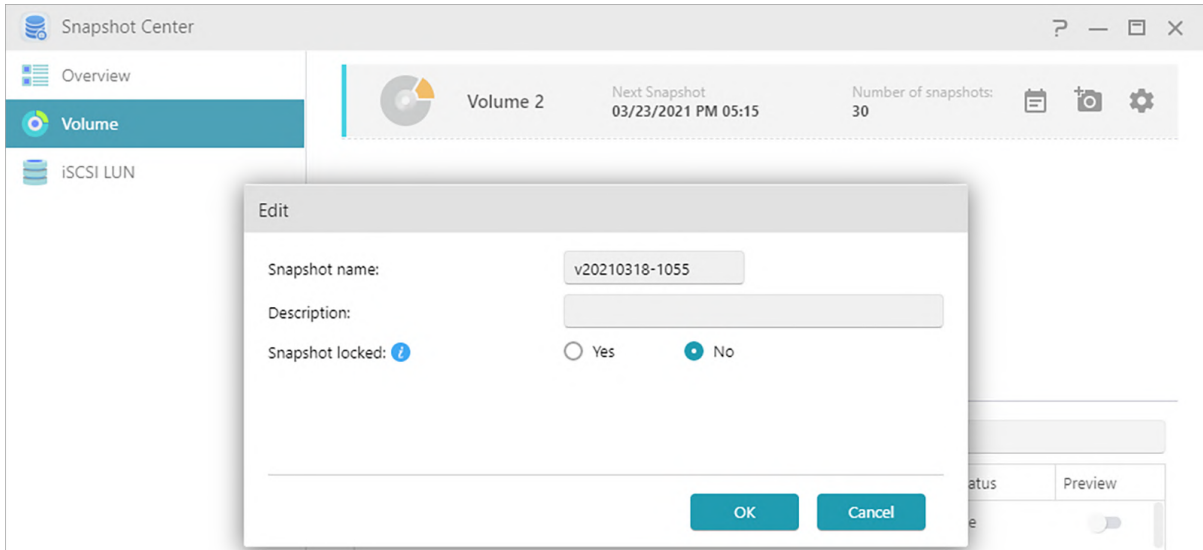 Snapshot Center
Overview
Volume
iSCSI LUN
Volume 2
Next Snapshot
03/23/2021 PM 05:15
Number of snapshots:
30
Edit
Snapshot name:
v20210318-1055
Description:
Snapshot locked:
Yes
No
OK
Cancel
atus
Preview
e